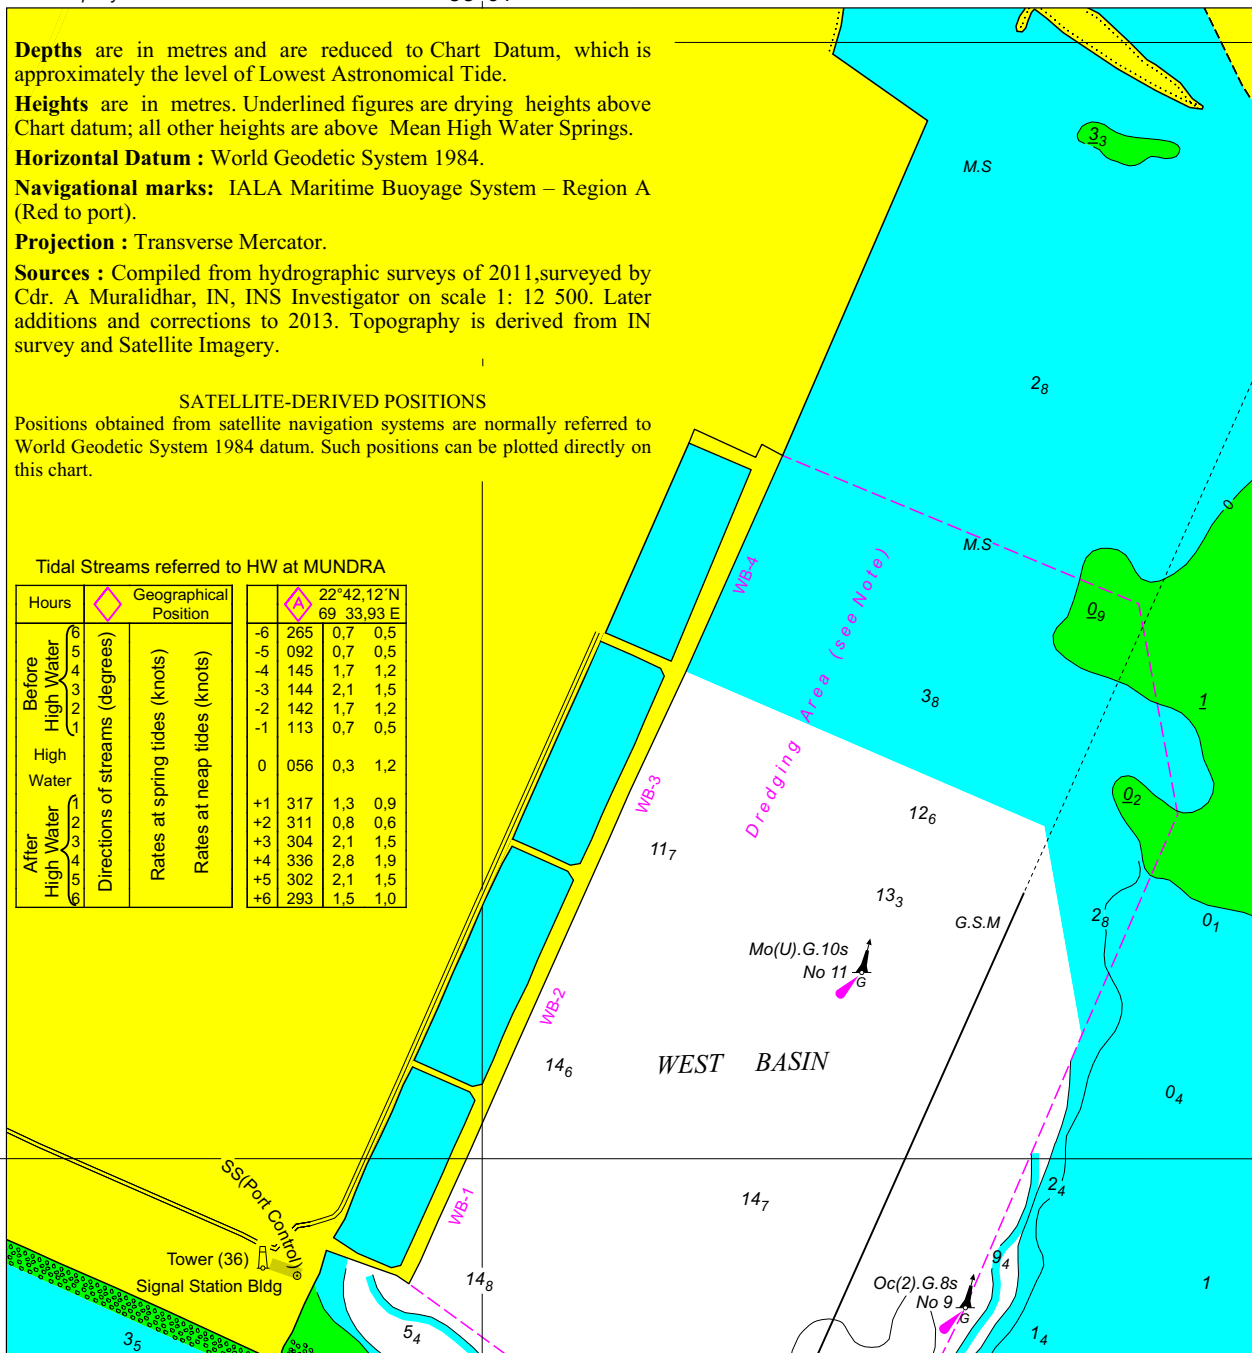 Depths are in metres and are reduced to Chart Datum, which is
approximately the level of Lowest Astronomical Tide.
Heights are in metres. Underlined figures are drying heights above
Chart datum; all other heights are above Mean High Water Springs.
Horizontal Datum : World Geodetic System 1984.
Navigational marks: IALA Maritime Buoyage System – Region A
(Red to port).
Projection : Transverse Mercator.
Sources : Compiled from hydrographic surveys of 2011,surveyed by
Cdr. A Muralidhar, IN, INS Investigator on scale 1: 12 500. Later
additions and corrections to 2013. Topography is derived from IN
survey and Satellite Imagery.
SATELLITE-DERIVED POSITIONS
Positions obtained from satellite navigation systems are normally referred to
World Geodetic System 1984 datum. Such positions can be plotted directly on
this chart.
Tidal Streams referred to HW at MUNDRA
Hours Geographical Position
A 22°42,12´N
69 33,93 E
Before High Water
6
5
4
3
2
1
High Water
After High Water
1
2
3
4
5
6
Directions of streams (degrees)
Rates at spring tides (knots)
Rates at neap tides (knots)
-6 265 0,7 0,5
-5 092 0,7 0,5
-4 145 1,7 1,2
-3 144 2,1 1,5
-2 142 1,7 1,2
-1 113 0,7 0,5
0 056 0,3 1,2
+1 317 1,3 0,9
+2 311 0,8 0,6
+3 304 2,1 1,5
+4 336 2,8 1,9
+5 302 2,1 1,5
+6 293 1,5 1,0
3₃
M.S
2₈
0
M.S
WB-4
0₉
Dredging Area (see Note)
3₈
1
WB-3
0₂
12₆
11₇
13₃
2₈
0₁
G.S.M
Mo(U).G.10s
No 11
G
WB-2
14₆
WEST BASIN
0₄
SS(Port Control)
WB-1
14₇
2₄
Tower (36)
Signal Station Bldg
9₄
14₈
Oc(2).G.8s
No 9
G
1
3₅
5₄
1₄